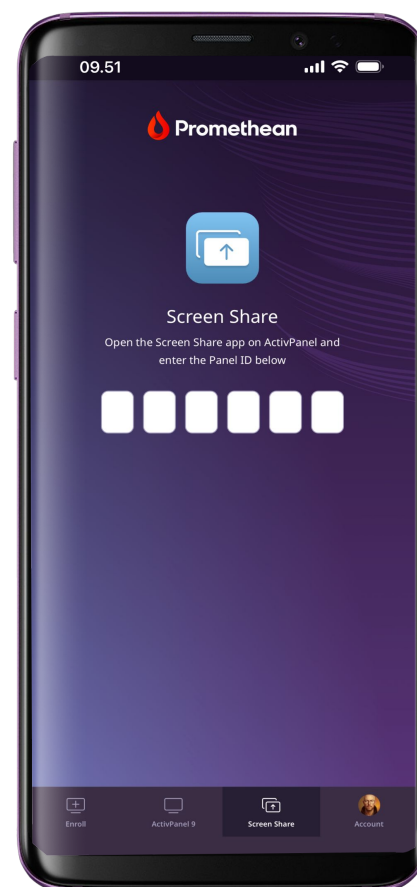 09.51
Promethean
Screen Share
Open the Screen Share app on ActivPanel and
enter the Panel ID below
Enroll
ActivPanel 9
Screen Share
Account